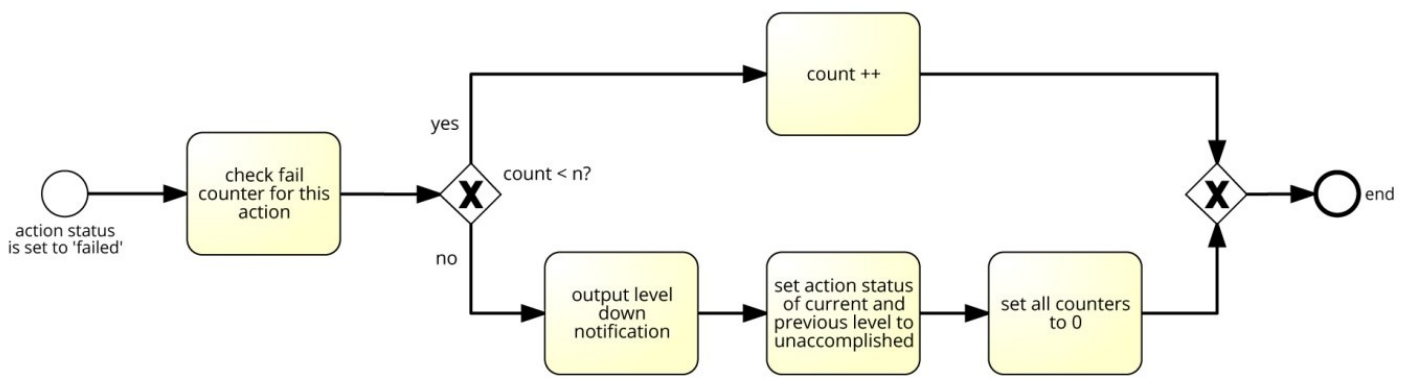 count ++
yes
check fail
counter for this
action
count < n?
action status
is set to 'failed'
end
no
output level
down
notification
set action status
of current and
previous level to
unaccomplished
set all counters
to 0